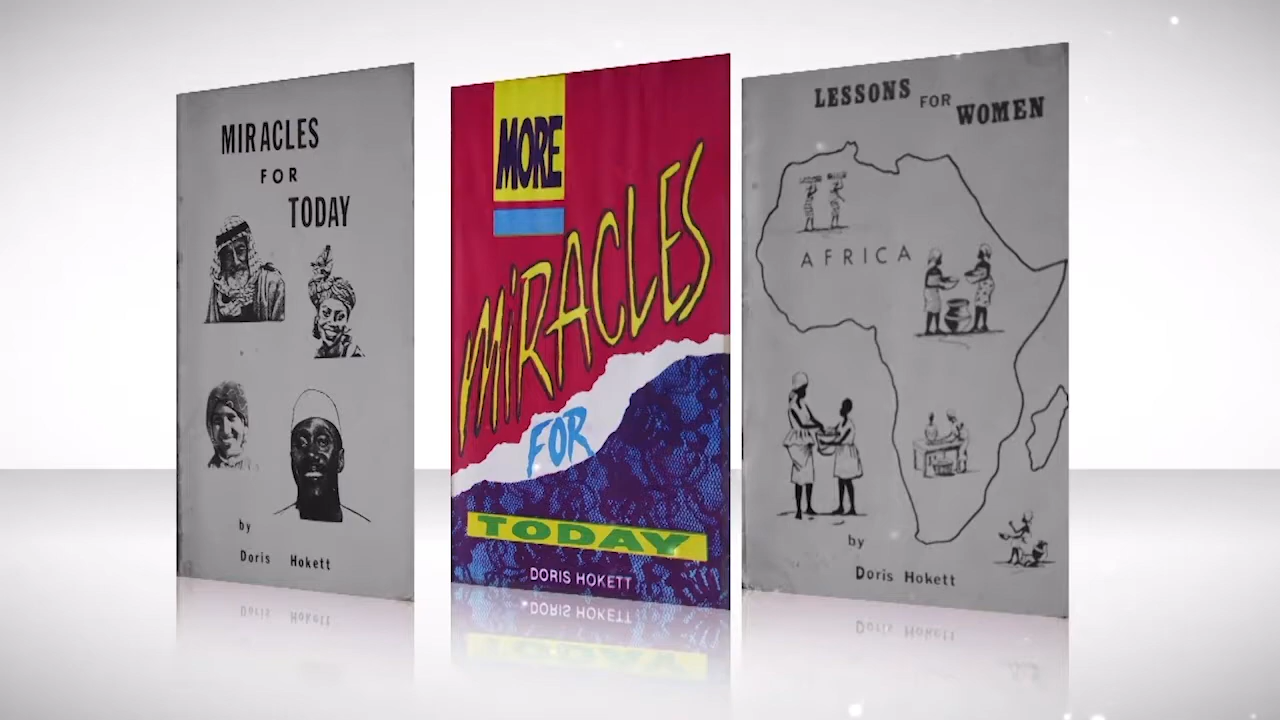 MIRACLES
FOR
TODAY
by
Doris Hokett
MORE
MiRACLES
FOR
TODAY
DORIS HOKETT
LESSONS FOR WOMEN
AFRICA
by
Doris Hokett